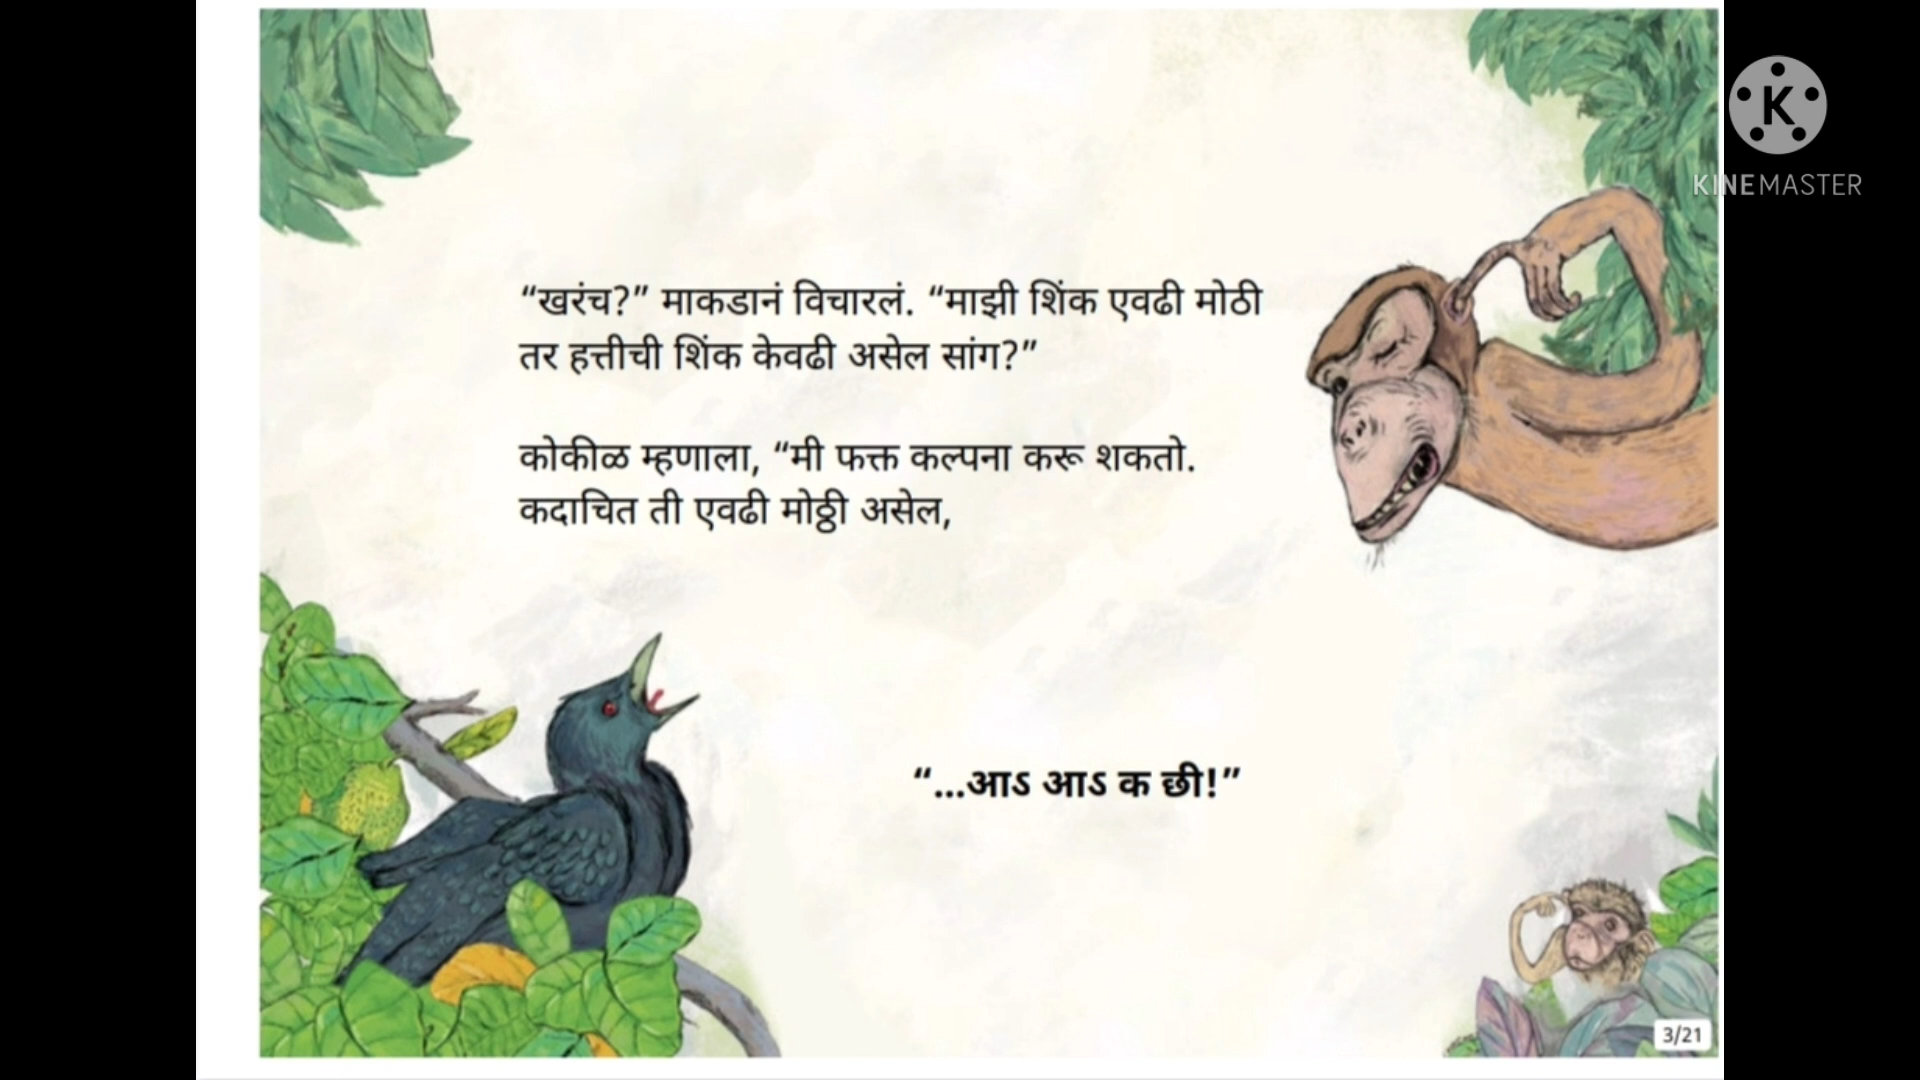 “खरंच?” माकडानं विचारलं. “माझी शिंक एवढी मोठी
तर हत्तीची शिंक केवढी असेल सांग?”
कोकीळ म्हणाला, “मी फक्त कल्पना करू शकतो.
कदाचित ती एवढी मोठ्ठी असेल,
“...आऽ आऽ क छी!”
K
KINEMASTER
3/21